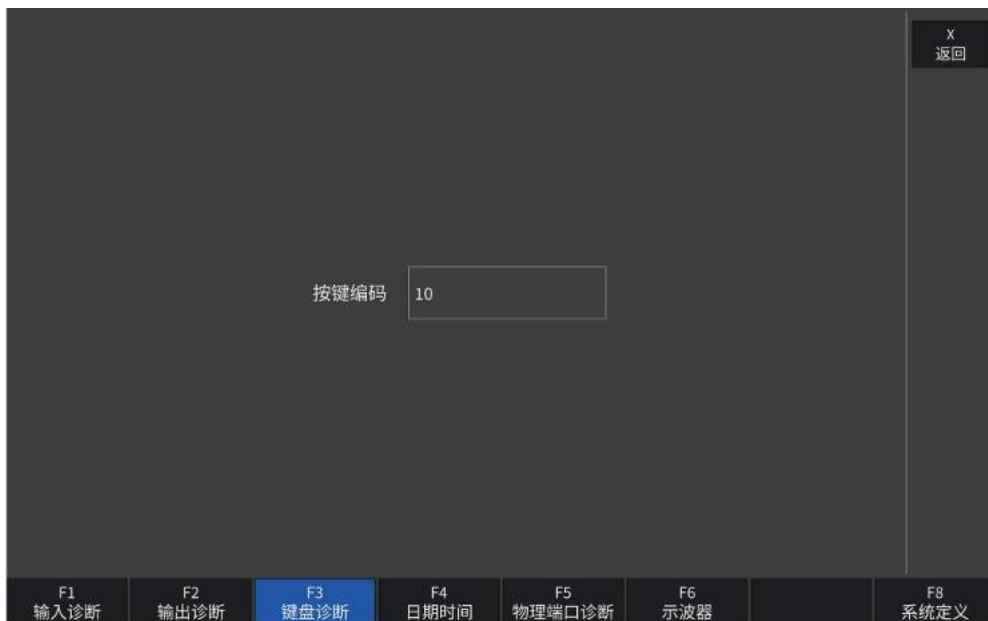 X
返回
按键编码 10
F1
输入诊断
F2
输出诊断
F3
键盘诊断
F4
日期时间
F5
物理端口诊断
F6
示波器
F8
系统定义